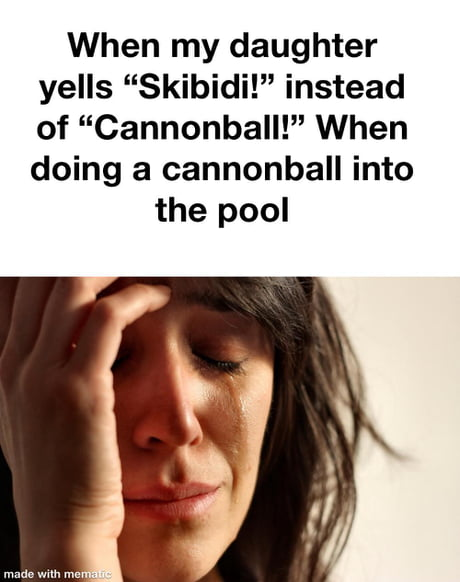 When my daughter
yells “Skibidi!” instead
of “Cannonball!” When
doing a cannonball into
the pool
made with mematic